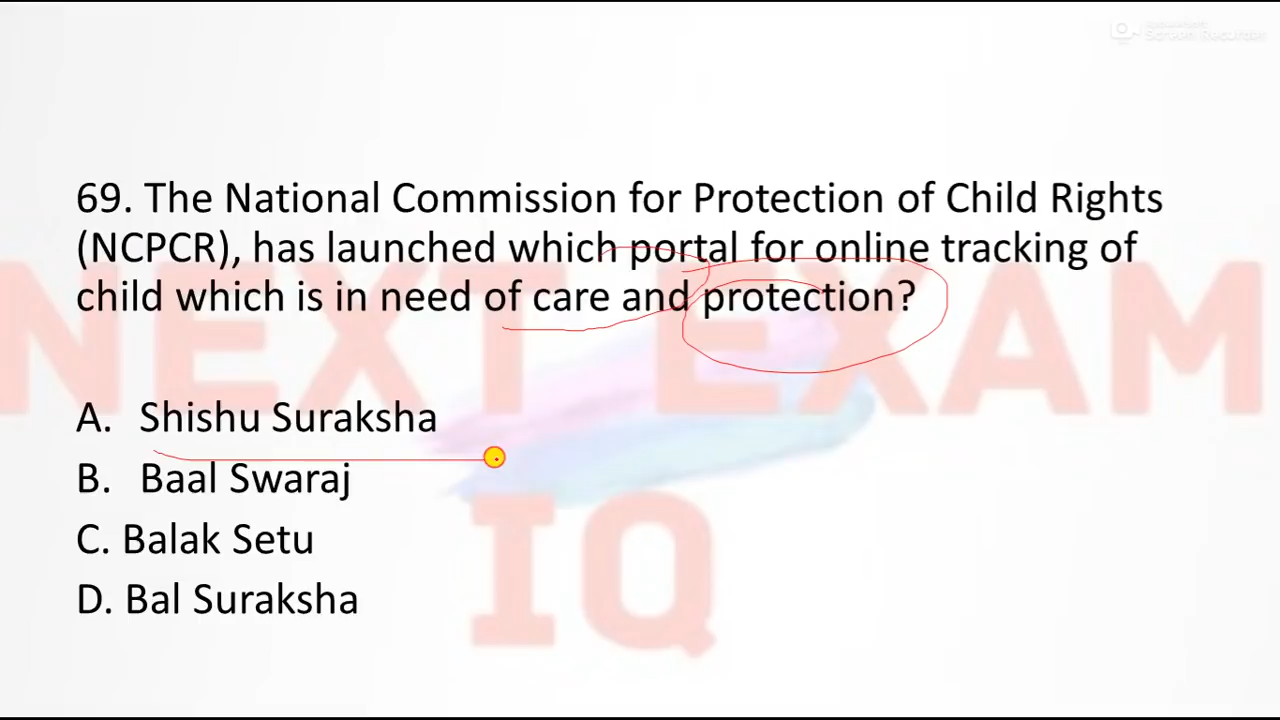 Screen Recorder
69. The National Commission for Protection of Child Rights
(NCPCR), has launched which portal for online tracking of
child which is in need of care and protection?
NEXT EXAM
A. Shishu Suraksha
B. Baal Swaraj
IQ
C. Balak Setu
D. Bal Suraksha